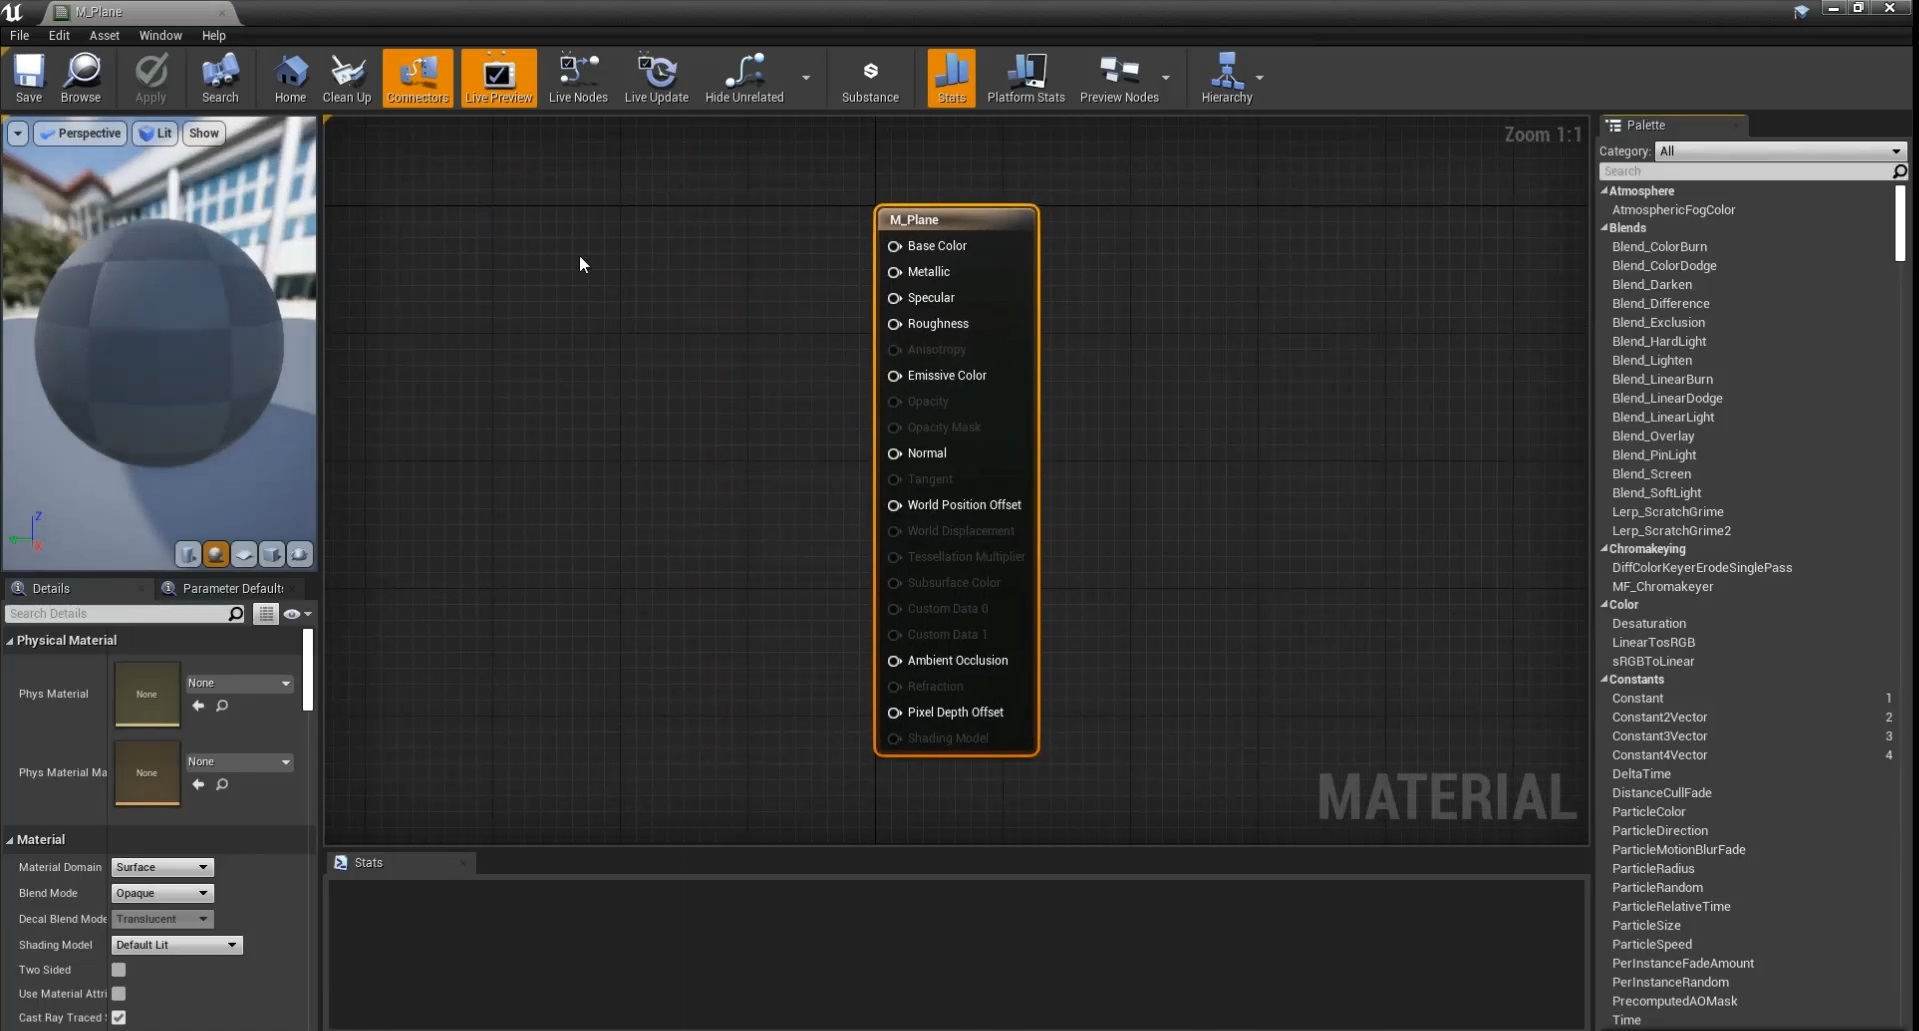 M_Plane
File Edit Asset Window Help
Save Browse Apply Search Home Clean Up Connectors Live Preview Live Nodes Live Update Hide Unrelated Substance Stats Platform Stats Preview Nodes Hierarchy
Perspective Lit Show
Z
X
Details Parameter Defaults
Search Details
Physical Material
Phys Material
None
None
Phys Material Ma
None
None
Material
Material Domain Surface
Blend Mode Opaque
Decal Blend Mode Translucent
Shading Model Default Lit
Two Sided
Use Material Attri
Cast Ray Traced
Zoom 1:1
M_Plane
Base Color
Metallic
Specular
Roughness
Anisotropy
Emissive Color
Opacity
Opacity Mask
Normal
Tangent
World Position Offset
World Displacement
Tessellation Multiplier
Subsurface Color
Custom Data 0
Custom Data 1
Ambient Occlusion
Refraction
Pixel Depth Offset
Shading Model
MATERIAL
Stats
Palette
Category: All
Search
Atmosphere
AtmosphericFogColor
Blends
Blend_ColorBurn
Blend_ColorDodge
Blend_Darken
Blend_Difference
Blend_Exclusion
Blend_HardLight
Blend_Lighten
Blend_LinearBurn
Blend_LinearDodge
Blend_LinearLight
Blend_Overlay
Blend_PinLight
Blend_Screen
Blend_SoftLight
Lerp_ScratchGrime
Lerp_ScratchGrime2
Chromakeying
DiffColorKeyerErodeSinglePass
MF_Chromakeyer
Color
Desaturation
LinearTosRGB
sRGBToLinear
Constants
Constant 1
Constant2Vector 2
Constant3Vector 3
Constant4Vector 4
DeltaTime
DistanceCullFade
ParticleColor
ParticleDirection
ParticleMotionBlurFade
ParticleRadius
ParticleRandom
ParticleRelativeTime
ParticleSize
ParticleSpeed
PerInstanceFadeAmount
PerInstanceRandom
PrecomputedAOMask
Time